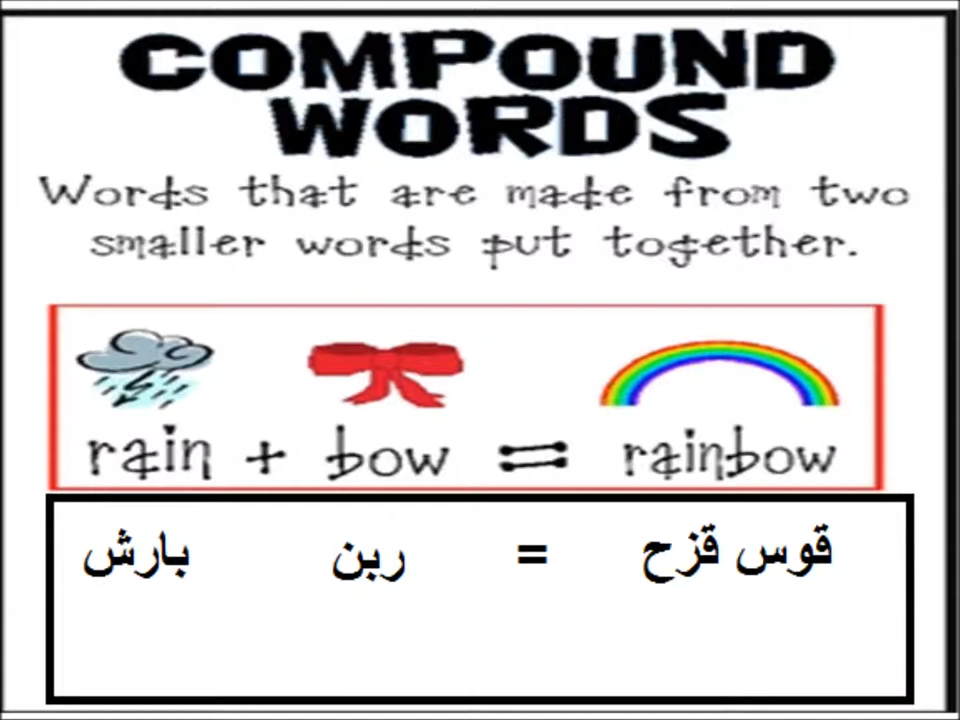 COMPOUND
WORDS
Words that are made from two
smaller words put together.
rain + bow = rainbow
بارش ربن = قوس قزح